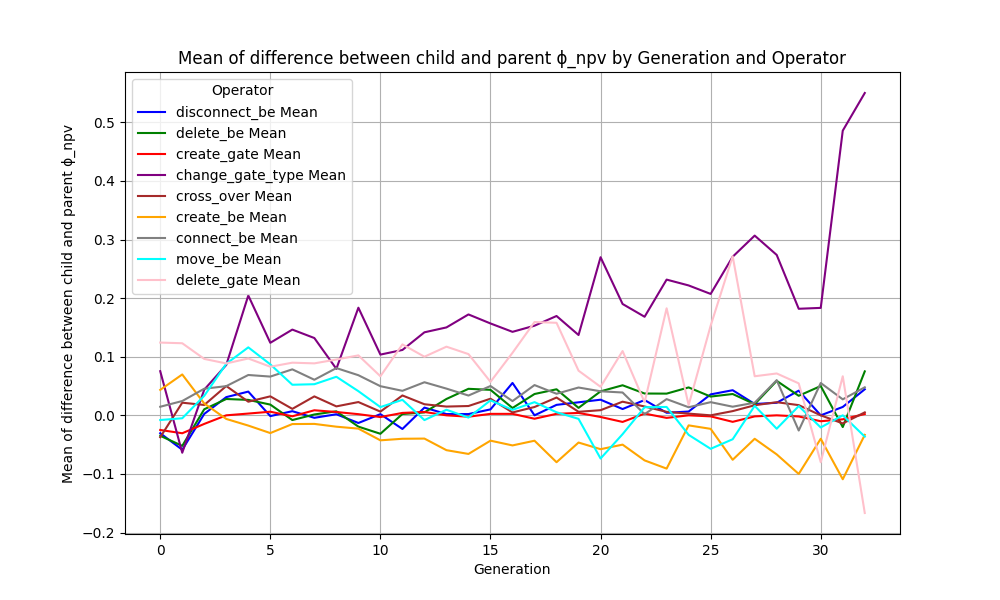 Mean of difference between child and parent ϕ_npv by Generation and Operator
Mean of difference between child and parent ϕ_npv
0.5
0.4
0.3
0.2
0.1
0.0
−0.1
−0.2
Operator
disconnect_be Mean
delete_be Mean
create_gate Mean
change_gate_type Mean
cross_over Mean
create_be Mean
connect_be Mean
move_be Mean
delete_gate Mean
0 5 10 15 20 25 30
Generation